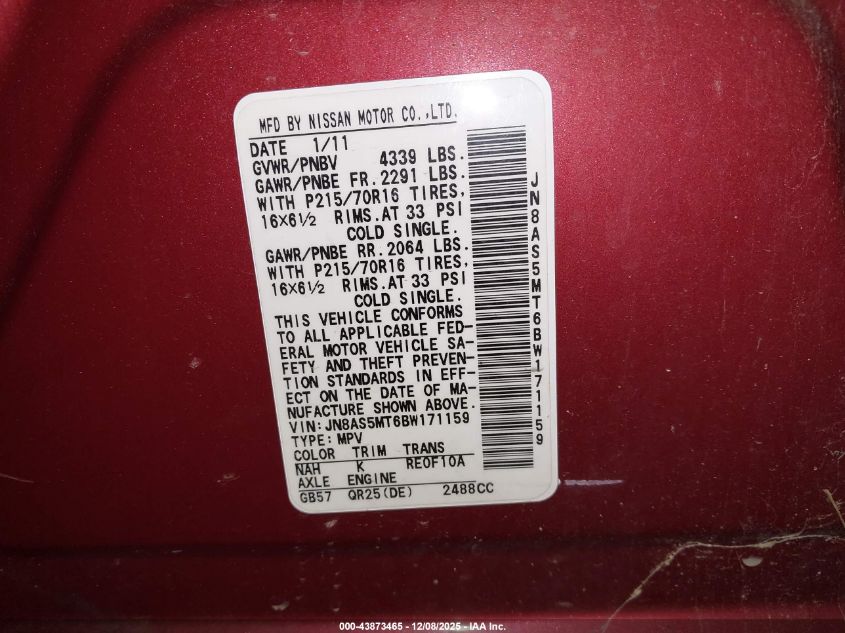 MFD BY NISSAN MOTOR CO.,LTD.
DATE 1/11
GVWR/PNBV 4339 LBS.
GAWR/PNBE FR. 2291 LBS.
WITH P215/70R16 TIRES,
16X6½ RIMS.AT 33 PSI
COLD SINGLE.
GAWR/PNBE RR. 2064 LBS.
WITH P215/70R16 TIRES,
16X6½ RIMS.AT 33 PSI
COLD SINGLE.
THIS VEHICLE CONFORMS
TO ALL APPLICABLE FED-
ERAL MOTOR VEHICLE SA-
FETY AND THEFT PREVEN-
TION STANDARDS IN EFF-
ECT ON THE DATE OF MA-
NUFACTURE SHOWN ABOVE.
VIN: JN8AS5MT6BW171159
TYPE: MPV
COLOR TRIM TRANS
NAH K RE0F10A
AXLE ENGINE
GB57 QR25(DE) 2488CC
JN8AS5MT6BW171159
000-43873465 - 12/08/2025 - IAA Inc.